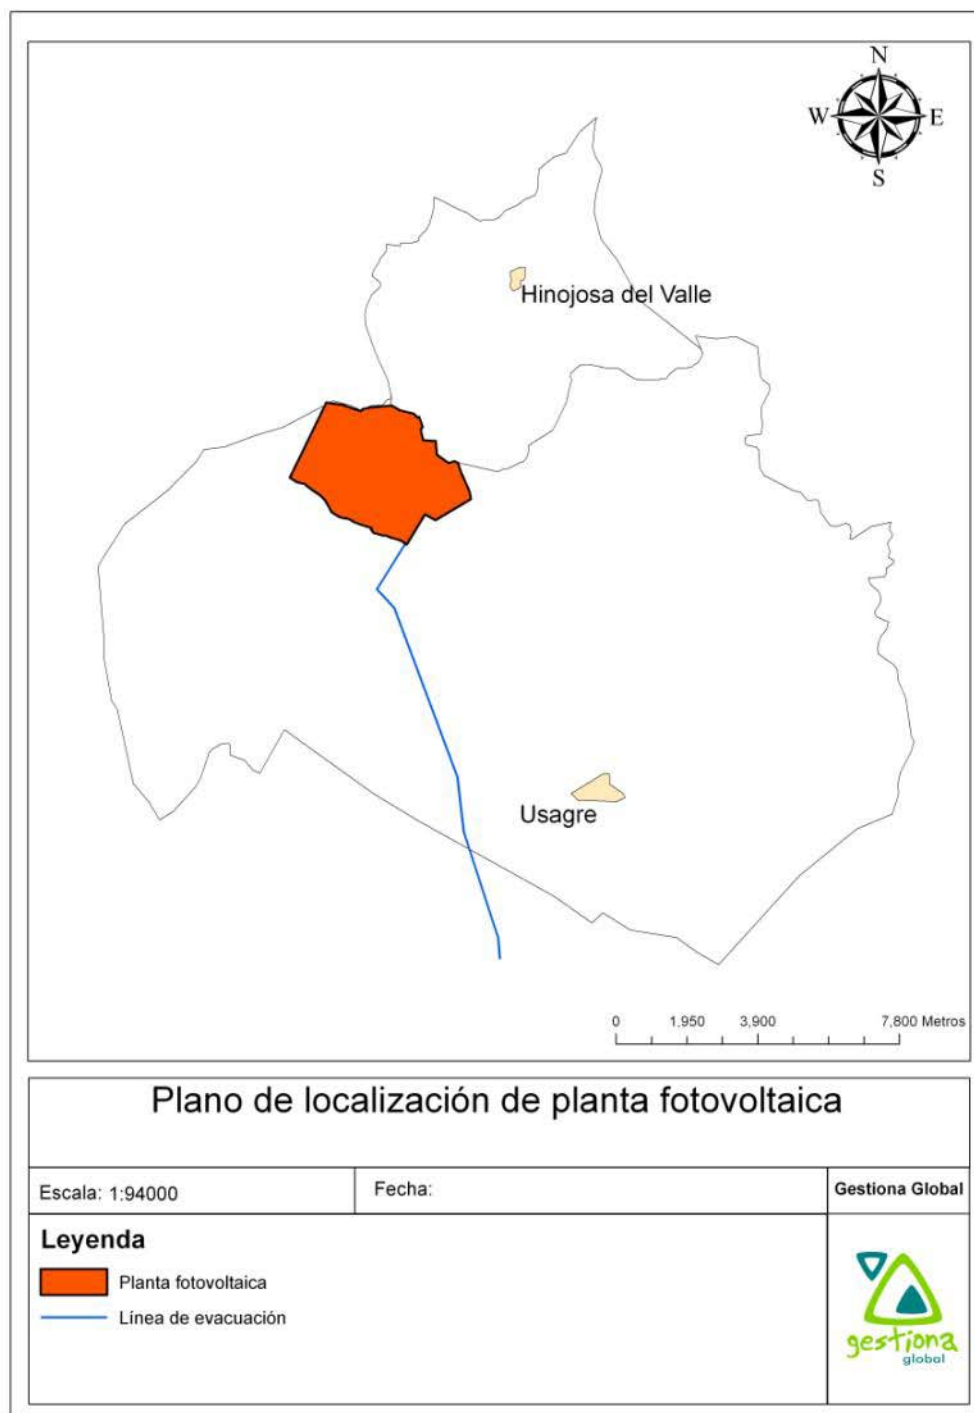 N
W E
S
Hinojosa del Valle
Usagre
0 1,950 3,900 7,800 Metros
Plano de localización de planta fotovoltaica
Escala: 1:94000
Fecha:
Gestiona Global
Leyenda
Planta fotovoltaica
Línea de evacuación
gestiona
global